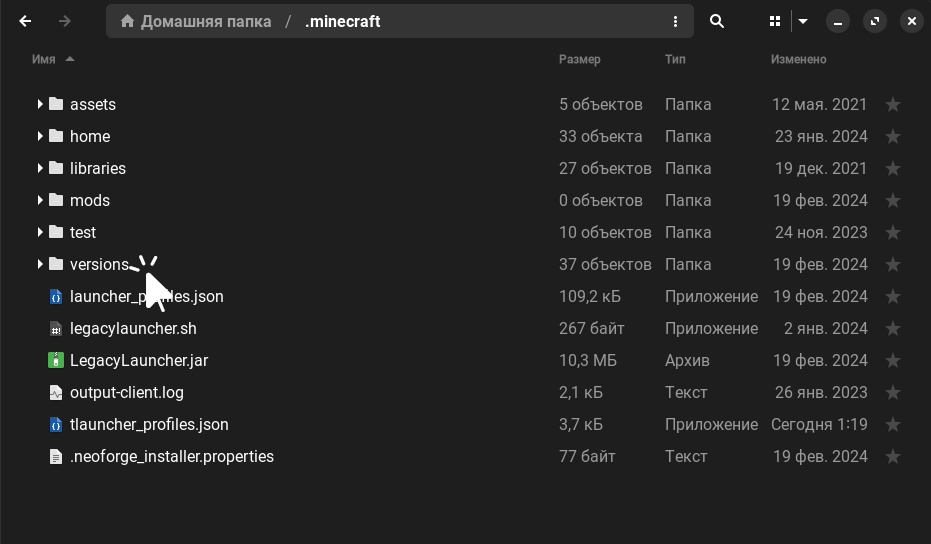 Домашняя папка / .minecraft
Имя Размер Тип Изменено
assets 5 объектов Папка 12 мая. 2021
home 33 объекта Папка 23 янв. 2024
libraries 27 объектов Папка 19 дек. 2021
mods 0 объектов Папка 19 фев. 2024
test 10 объектов Папка 24 ноя. 2023
versions 37 объектов Папка 19 фев. 2024
109,2 кБ Приложение 19 фев. 2024
legacylauncher.sh 267 байт Приложение 2 янв. 2024
LegacyLauncher.jar 10,3 МБ Архив 19 фев. 2024
output-client.log 2,1 кБ Текст 26 янв. 2023
tlauncher_profiles.json 3,7 кБ Приложение Сегодня 1:19
.neoforge_installer.properties 77 байт Текст 19 фев. 2024